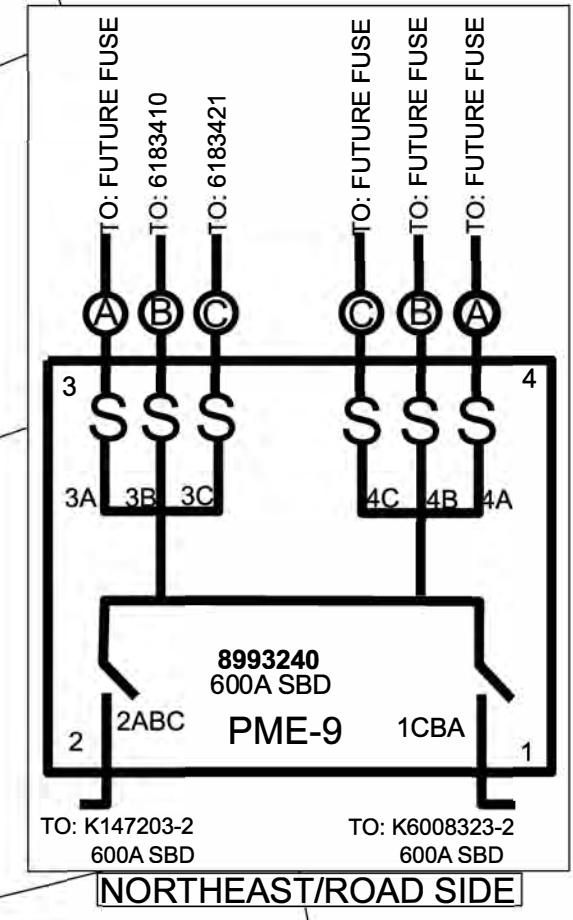 TO: FUTURE FUSE
TO: 6183410
TO: 6183421
TO: FUTURE FUSE
TO: FUTURE FUSE
TO: FUTURE FUSE
A B C C B A
3 4
S S S S S S
3A 3B 3C 4C 4B 4A
8993240
600A SBD
2ABC PME-9 1CBA
2 1
TO: K147203-2 TO: K6008323-2
600A SBD 600A SBD
NORTHEAST/ROAD SIDE